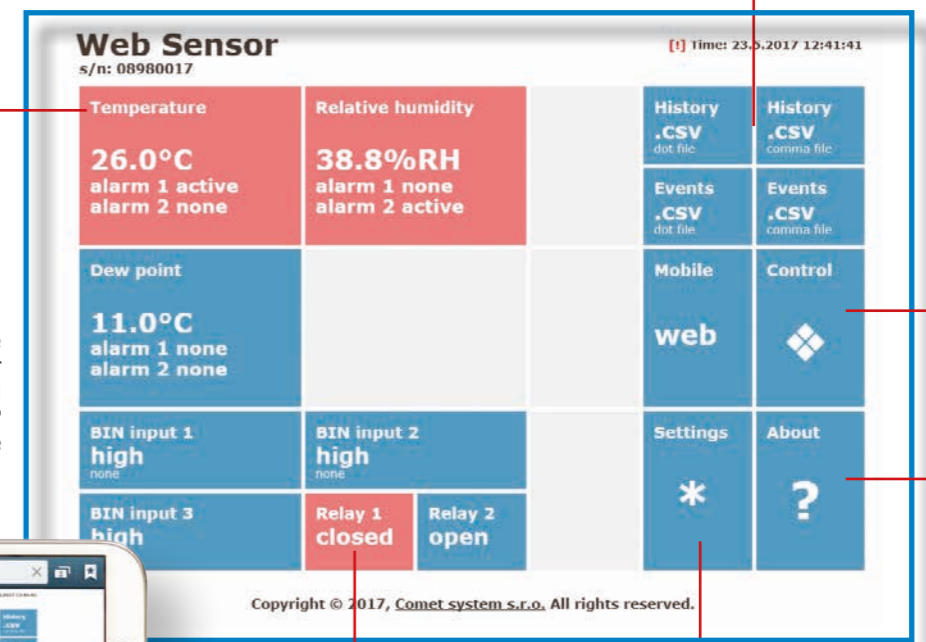 Web Sensor
s/n: 08980017
[!] Time: 23.5.2017 12:41:41
Temperature
26.0°C
alarm 1 active
alarm 2 none
Relative humidity
38.8%RH
alarm 1 none
alarm 2 active
History
.CSV
dot file
History
.CSV
comma file
Events
.CSV
dot file
Events
.CSV
comma file
Dew point
11.0°C
alarm 1 none
alarm 2 none
Mobile
web
Control
BIN input 1
high
none
BIN input 2
high
none
Settings
*
About
?
BIN input 3
high
Relay 1
closed
Relay 2
open
Copyright © 2017, Comet system s.r.o. All rights reserved.
History
.CSV